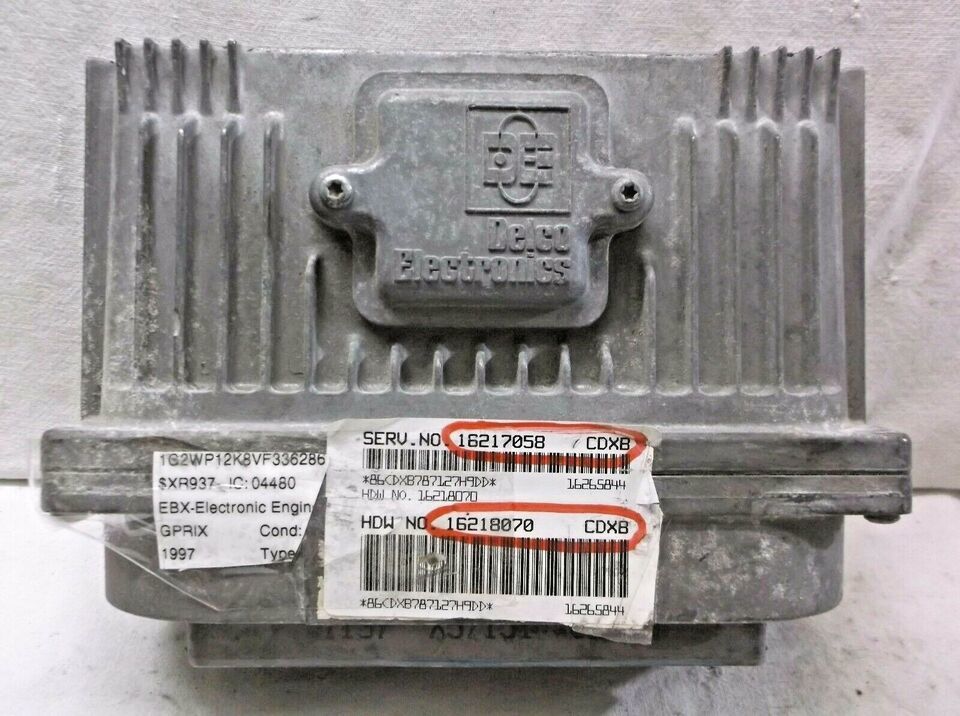 DE
Delco
Electronics
SERV.NO. 16217058 CDXB
*86CDXB787127H9DD* 16265844
HDW NO. 16218070
HDW NO. 16218070 CDXB
*86CDXB787127H9DD* 16265844
1G2WP12K8VF336286
$XR937- IC: 04480
EBX-Electronic Engin
GPRIX Cond:
1997 Type